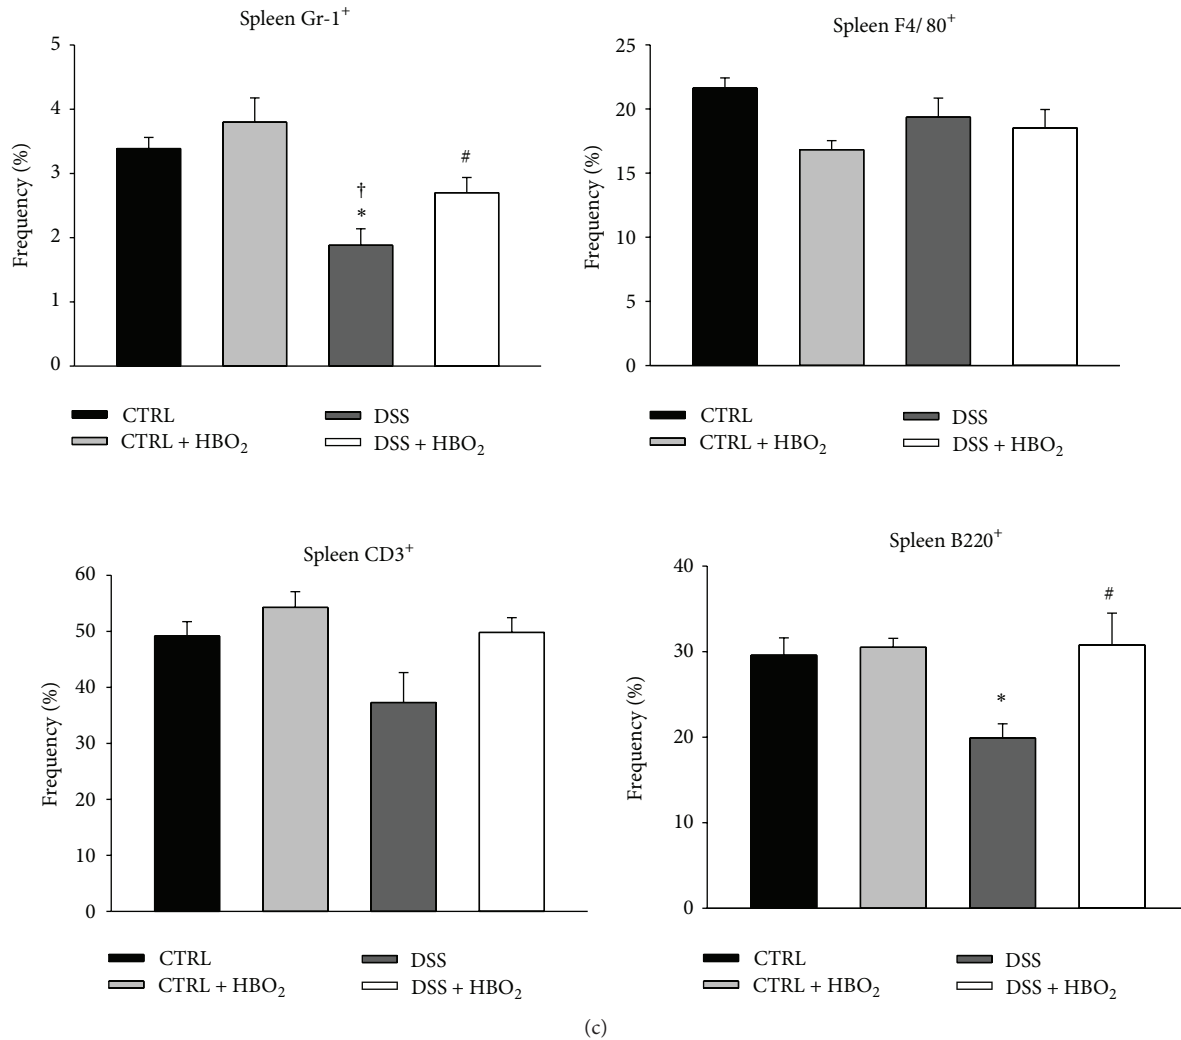 Spleen Gr-1⁺
Frequency (%)
5
4
3
2
1
0
†
*
#
CTRL
CTRL + HBO₂
DSS
DSS + HBO₂
Spleen F4/80⁺
Frequency (%)
25
20
15
10
5
0
CTRL
CTRL + HBO₂
DSS
DSS + HBO₂
Spleen CD3⁺
Frequency (%)
60
50
40
30
20
10
0
CTRL
CTRL + HBO₂
DSS
DSS + HBO₂
Spleen B220⁺
Frequency (%)
40
30
20
10
0
*
#
CTRL
CTRL + HBO₂
DSS
DSS + HBO₂
(c)